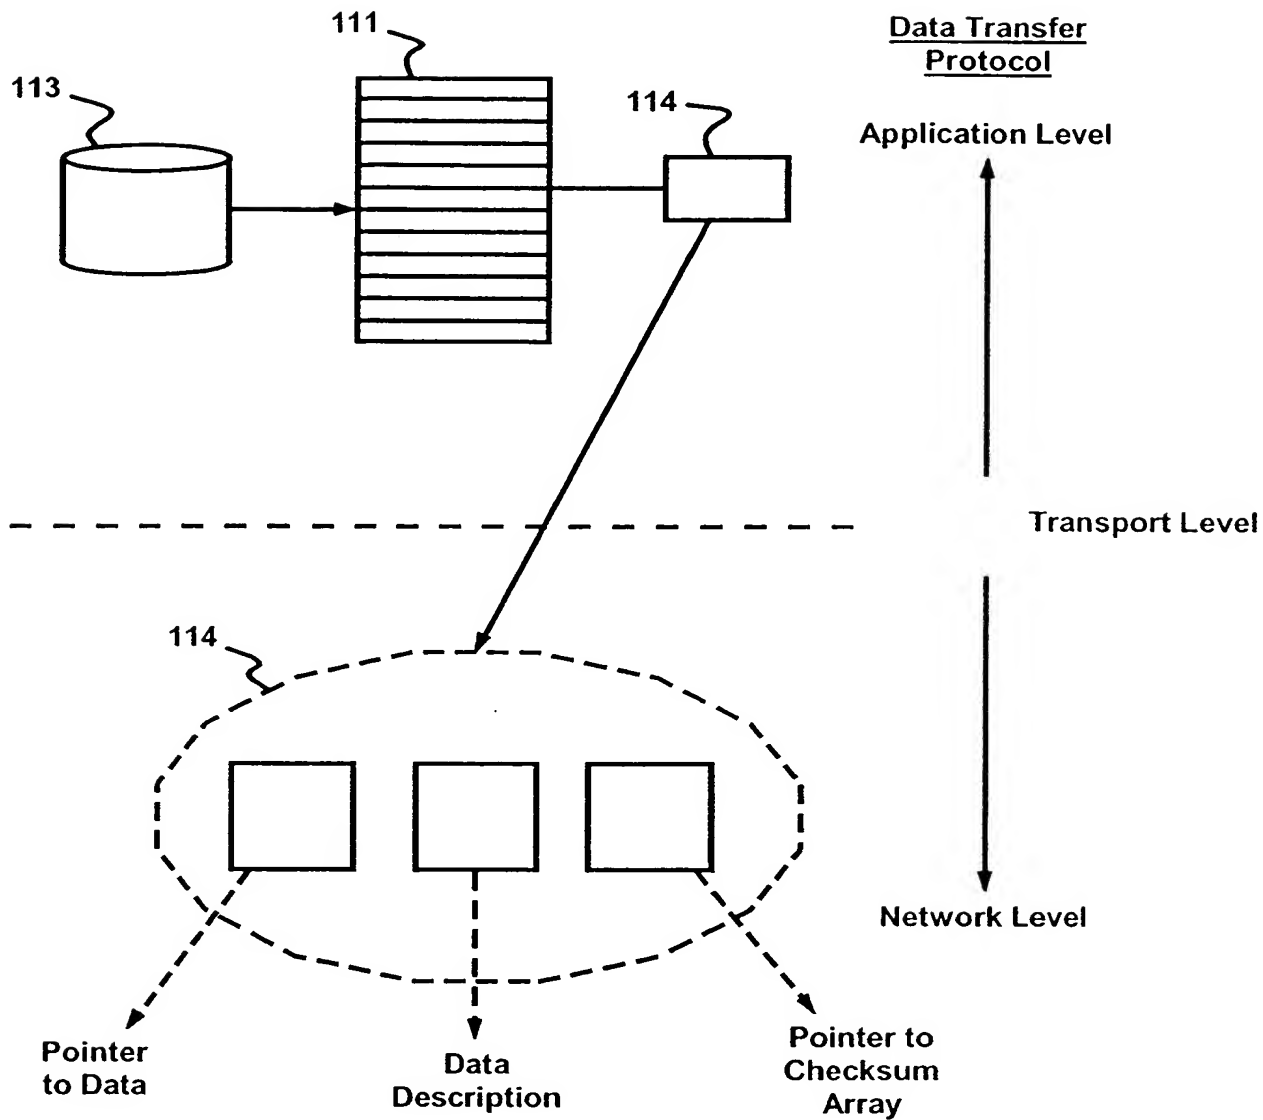 111
Data Transfer
Protocol
113
114
Application Level
Transport Level
114
Network Level
Pointer
to Data
Data
Description
Pointer to
Checksum
Array